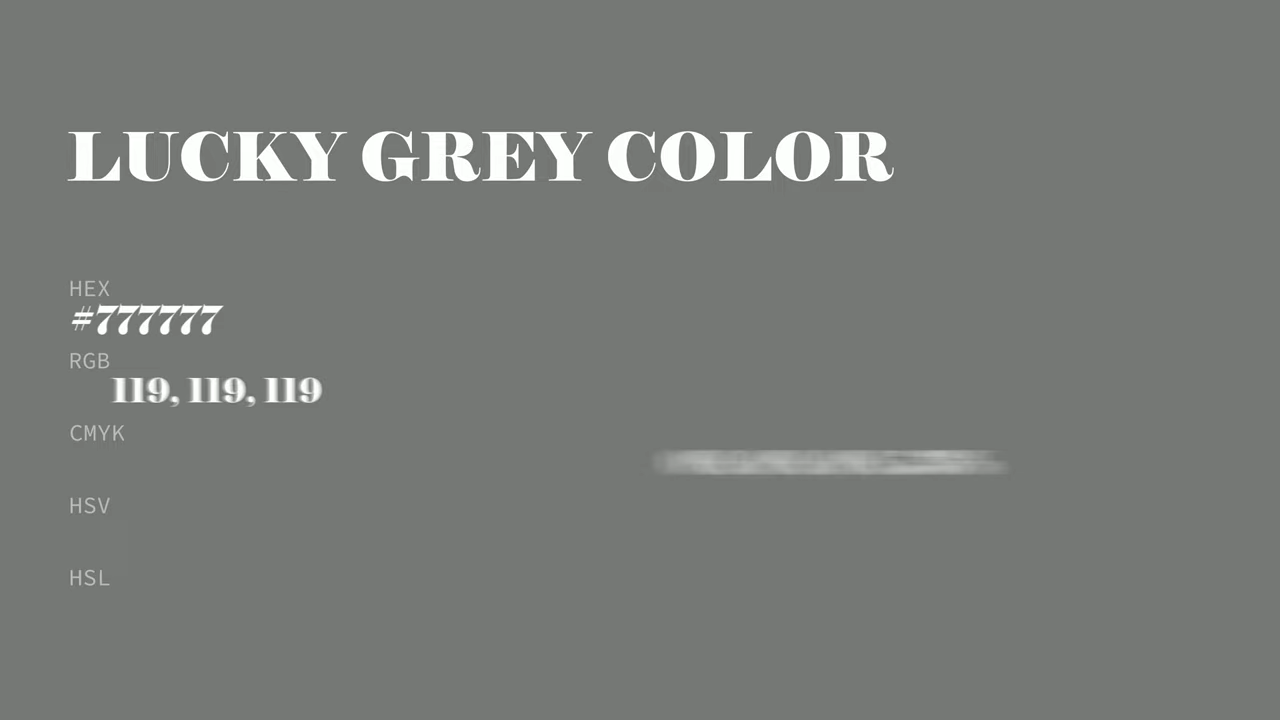 LUCKY GREY COLOR
HEX
#777777
RGB
119, 119, 119
CMYK
HSV
HSL